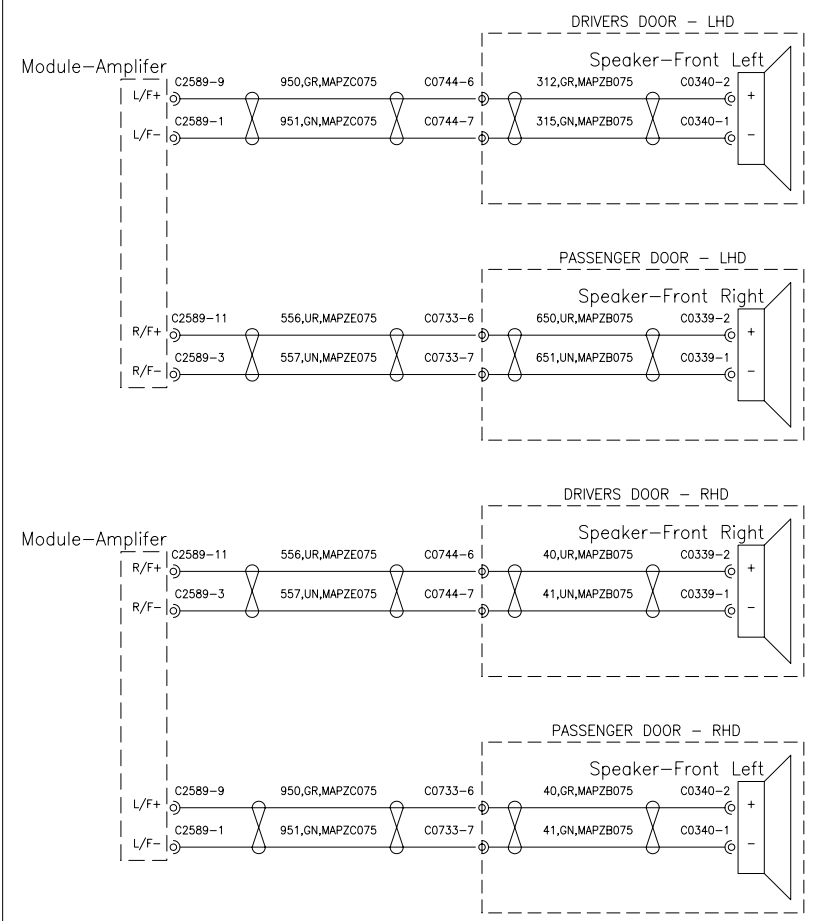 DRIVERS DOOR – LHD
Speaker–Front Left
Module–Amplifer
C2589–9 950,GR,MAPZC075 C0744–6 312,GR,MAPZB075 C0340–2
L/F+ +
C2589–1 951,GN,MAPZC075 C0744–7 315,GN,MAPZB075 C0340–1
L/F– –
PASSENGER DOOR – LHD
Speaker–Front Right
C2589–11 556,UR,MAPZE075 C0733–6 650,UR,MAPZB075 C0339–2
R/F+ +
C2589–3 557,UN,MAPZE075 C0733–7 651,UN,MAPZB075 C0339–1
R/F– –
DRIVERS DOOR – RHD
Speaker–Front Right
Module–Amplifer
C2589–11 556,UR,MAPZE075 C0744–6 40,UR,MAPZB075 C0339–2
R/F+ +
C2589–3 557,UN,MAPZE075 C0744–7 41,UN,MAPZB075 C0339–1
R/F– –
PASSENGER DOOR – RHD
Speaker–Front Left
C2589–9 950,GR,MAPZC075 C0733–6 40,GR,MAPZB075 C0340–2
L/F+ +
C2589–1 951,GN,MAPZC075 C0733–7 41,GN,MAPZB075 C0340–1
L/F– –